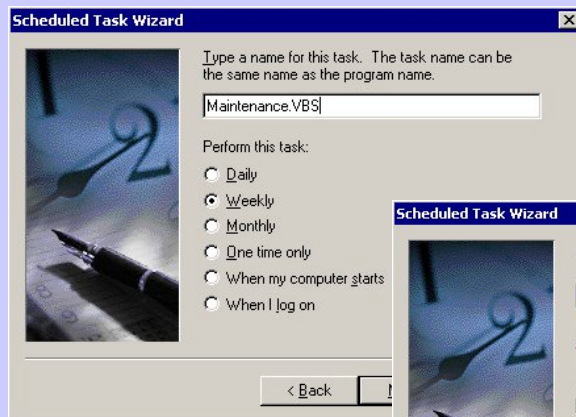 Scheduled Task Wizard
Type a name for this task. The task name can be
the same name as the program name.
Maintenance.VBS
Perform this task:
Daily
Weekly
Monthly
One time only
When my computer starts
When I log on
< Back
Scheduled Task Wizard